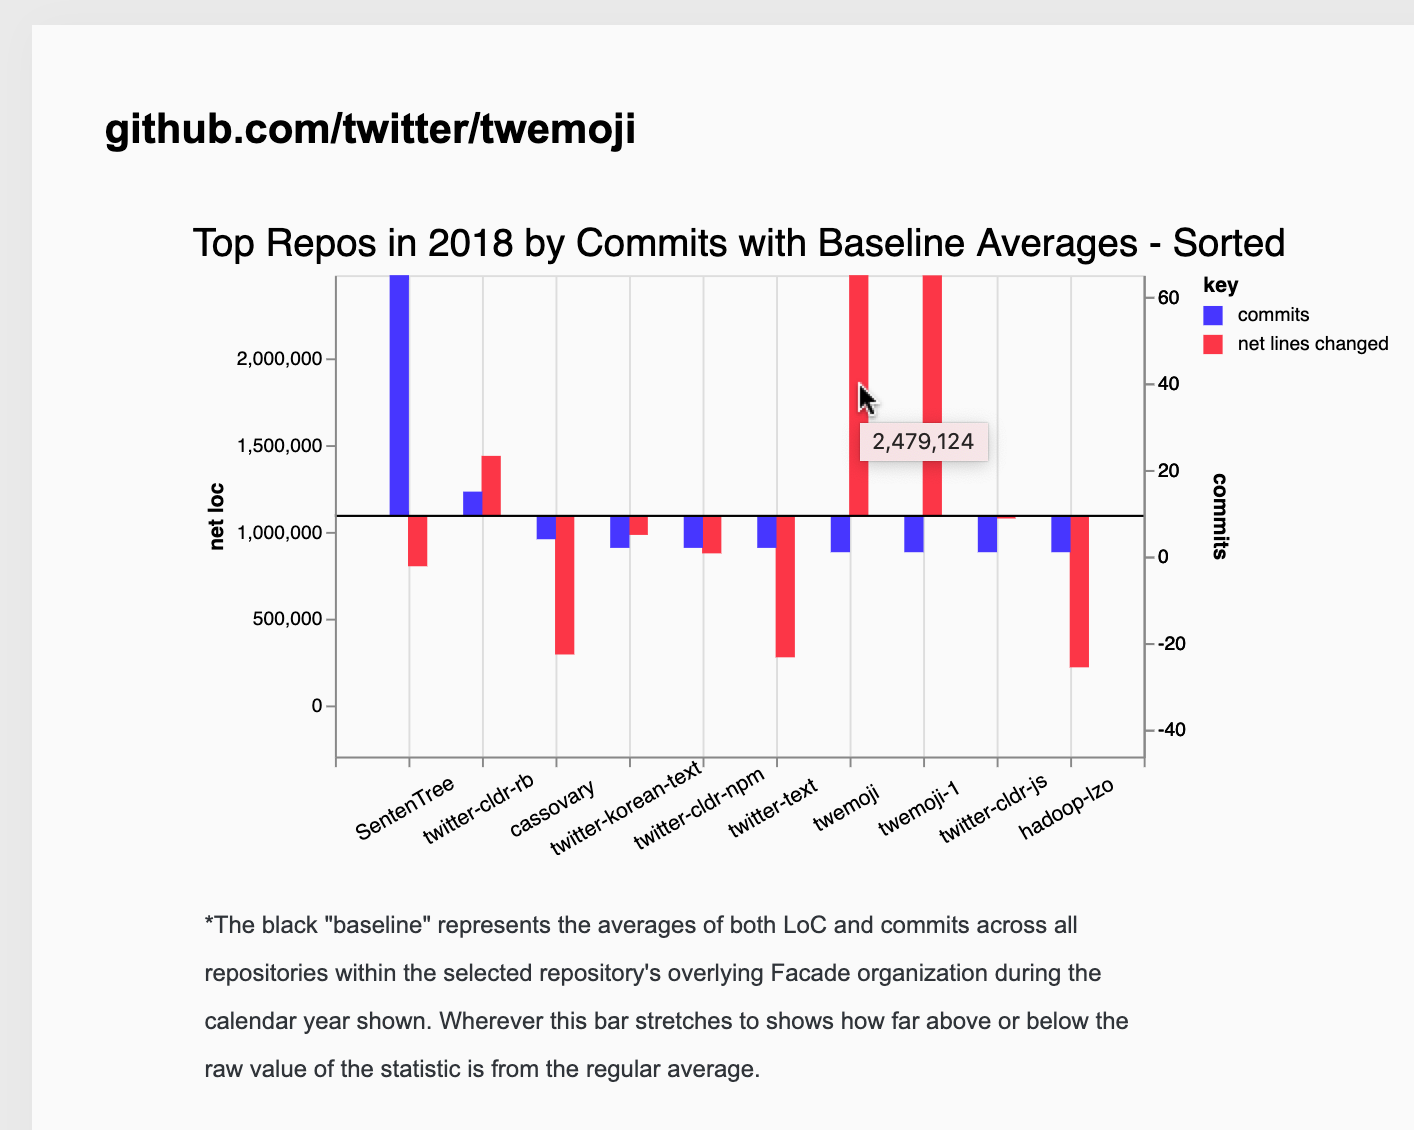 github.com/twitter/twemoji
Top Repos in 2018 by Commits with Baseline Averages - Sorted
key
commits
net lines changed
2,000,000
1,500,000
1,000,000
500,000
0
net loc
60
40
20
0
-20
-40
commits
2,479,124
SentenTree
twitter-cldr-rb
cassovary
twitter-korean-text
twitter-cldr-npm
twitter-text
twemoji
twemoji-1
twitter-cldr-js
hadoop-lzo
*The black "baseline" represents the averages of both LoC and commits across all
repositories within the selected repository's overlying Facade organization during the
calendar year shown. Wherever this bar stretches to shows how far above or below the
raw value of the statistic is from the regular average.